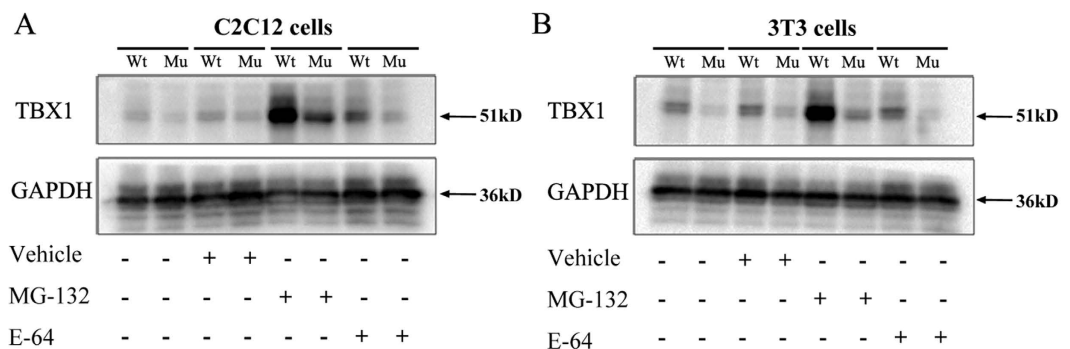 A
C2C12 cells
Wt Mu Wt Mu Wt Mu Wt Mu
TBX1
51kD
GAPDH
36kD
Vehicle - - + + - - - -
MG-132 - - - - + + - -
E-64 - - - - - - + +
B
3T3 cells
Wt Mu Wt Mu Wt Mu Wt Mu
TBX1
51kD
GAPDH
36kD
Vehicle - - + + - - - -
MG-132 - - - - + + - -
E-64 - - - - - - + +